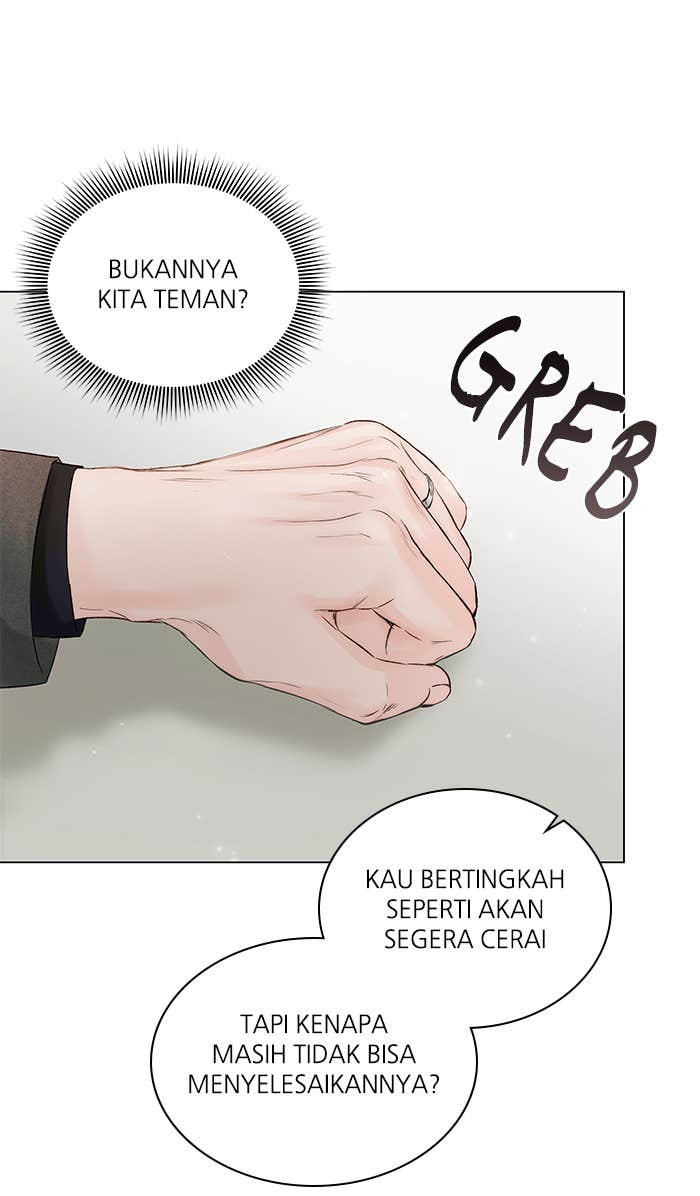 BUKANNYA
KITA TEMAN?
GREB
KAU BERTINGKAH
SEPERTI AKAN
SEGERA CERAI
TAPI KENAPA
MASIH TIDAK BISA
MENYELESAIKANNYA?